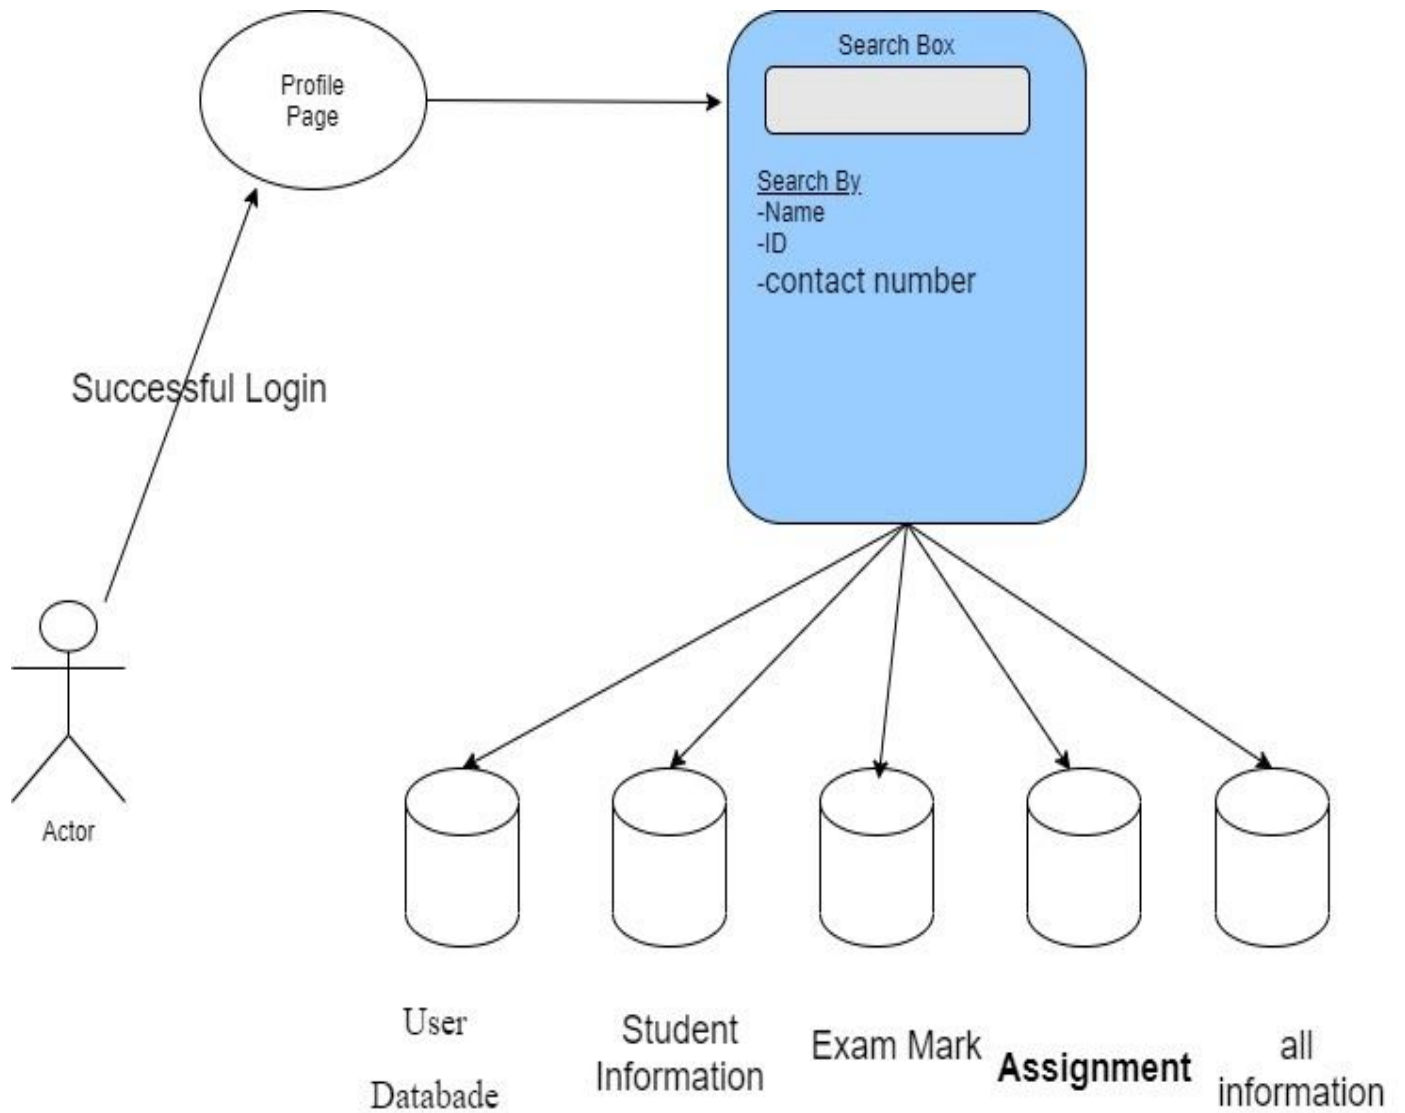 Profile
Page
Search Box
Search By
-Name
-ID
-contact number
Successful Login
Actor
User
Databade
Student
Information
Exam Mark
Assignment
all
information